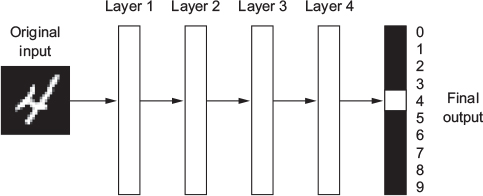 Original
input
Layer 1
Layer 2
Layer 3
Layer 4
4
0
1
2
3
4
5
6
7
8
9
Final
output